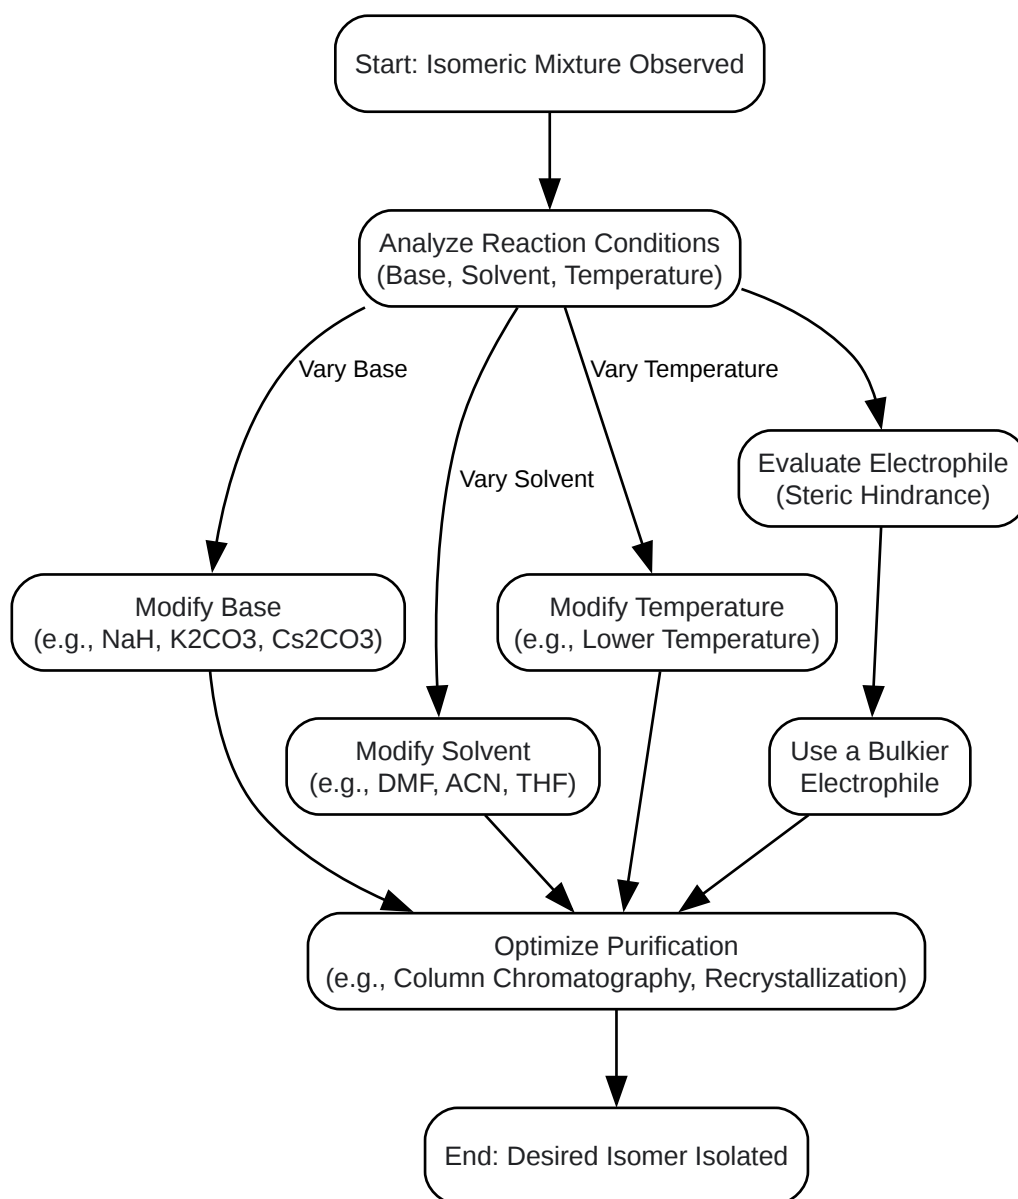 Start: Isomeric Mixture Observed
Analyze Reaction Conditions
(Base, Solvent, Temperature)
Vary Base
Vary Temperature
Vary Solvent
Evaluate Electrophile
(Steric Hindrance)
Modify Base
(e.g., NaH, K2CO3, Cs2CO3)
Modify Temperature
(e.g., Lower Temperature)
Modify Solvent
(e.g., DMF, ACN, THF)
Use a Bulkier
Electrophile
Optimize Purification
(e.g., Column Chromatography, Recrystallization)
End: Desired Isomer Isolated